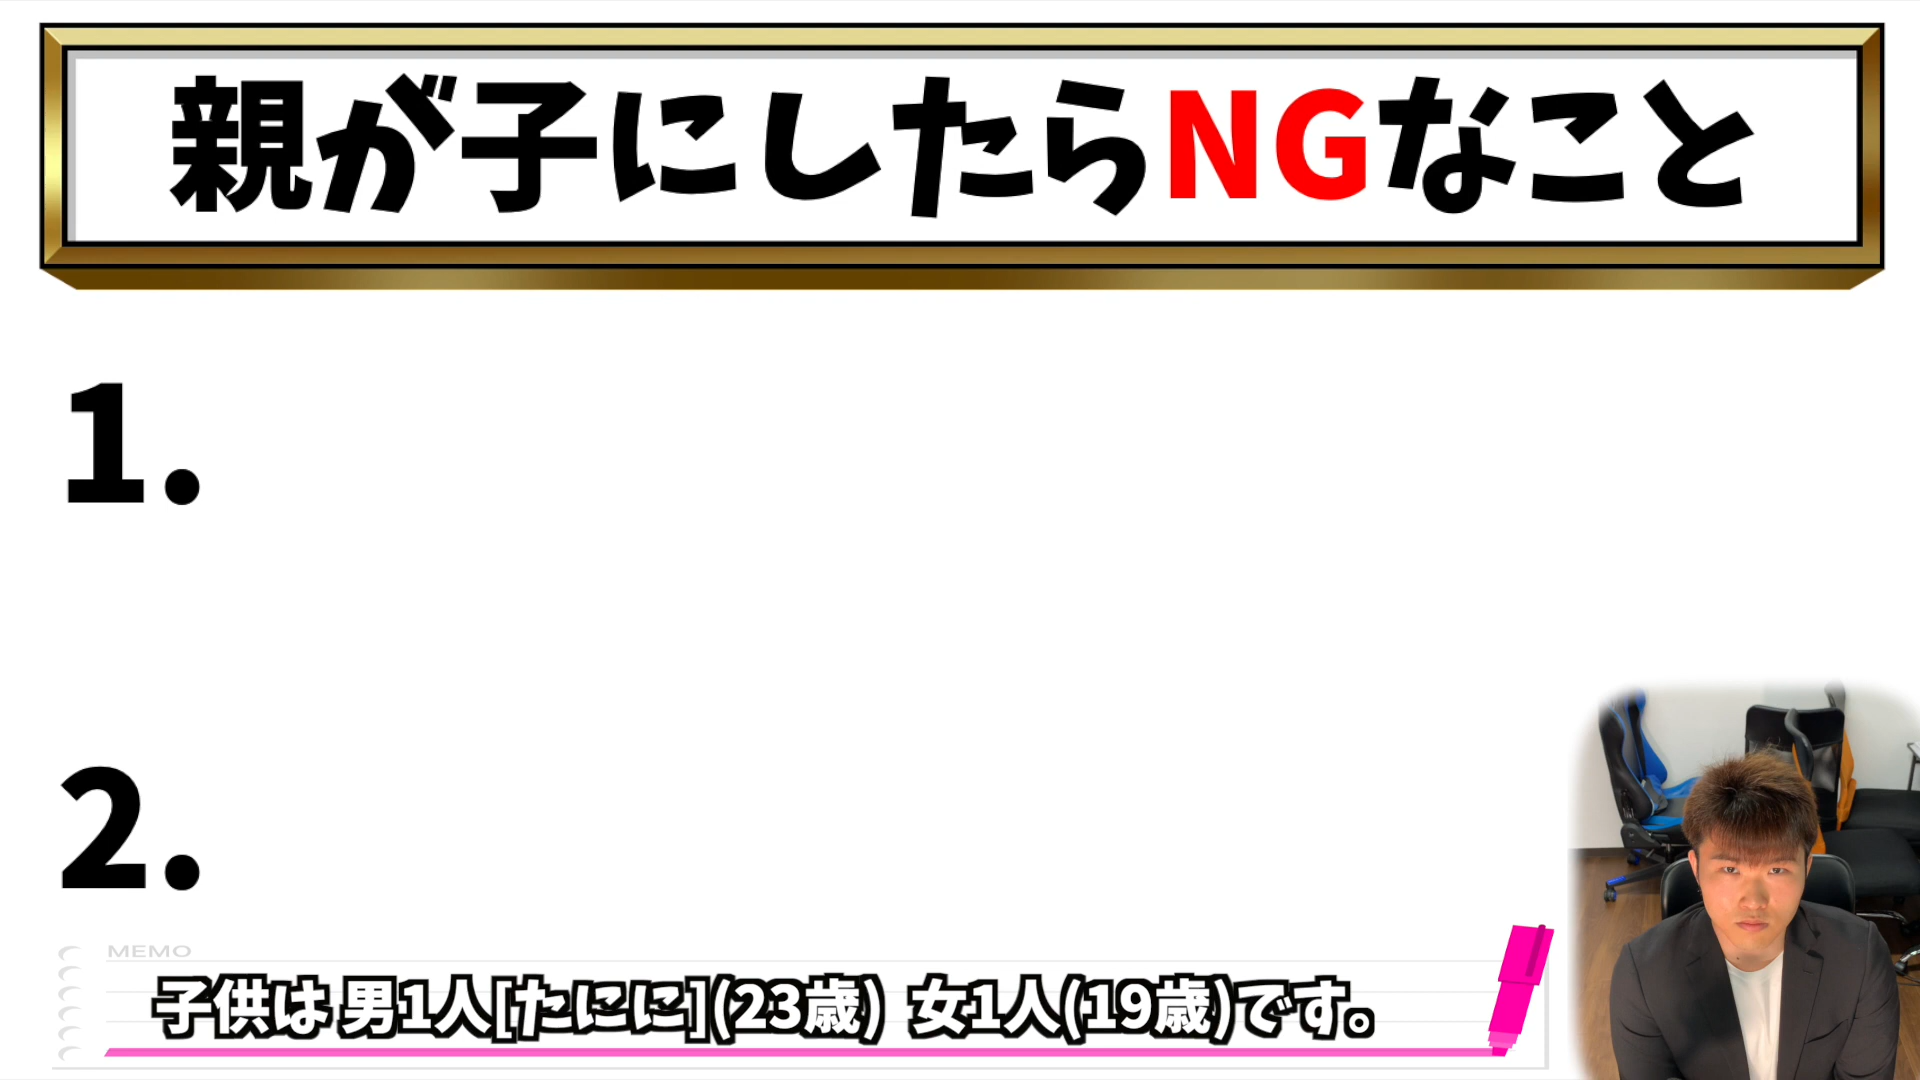 親が子にしたらNGなこと
1.
2.
MEMO
子供は 男1人[たにに](23歳) 女1人(19歳)です。